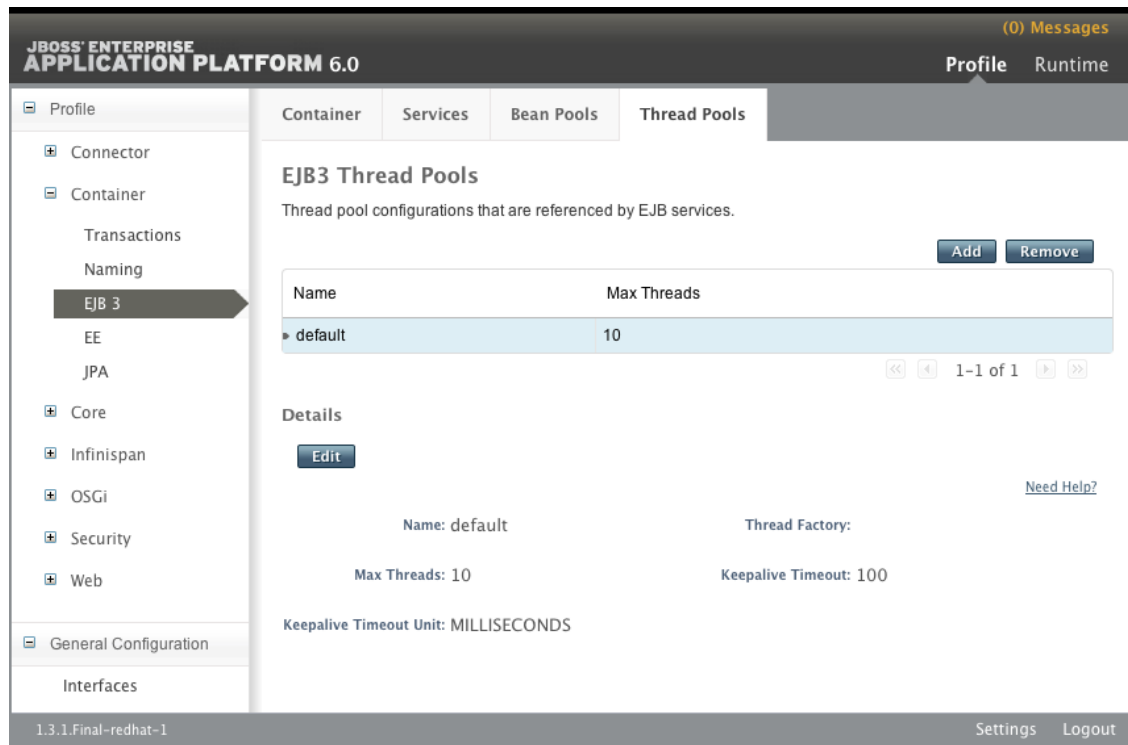 (0) Messages
JBOSS' ENTERPRISE
APPLICATION PLATFORM 6.0
Profile Runtime
Profile
Connector
Container
Transactions
Naming
EJB 3
EE
JPA
Core
Infinispan
OSGi
Security
Web
General Configuration
Interfaces
Container Services Bean Pools Thread Pools
EJB3 Thread Pools
Thread pool configurations that are referenced by EJB services.
Add Remove
Name Max Threads
default 10
1-1 of 1
Details
Edit
Need Help?
Name: default Thread Factory:
Max Threads: 10 Keepalive Timeout: 100
Keepalive Timeout Unit: MILLISECONDS
1.3.1.Final-redhat-1 Settings Logout